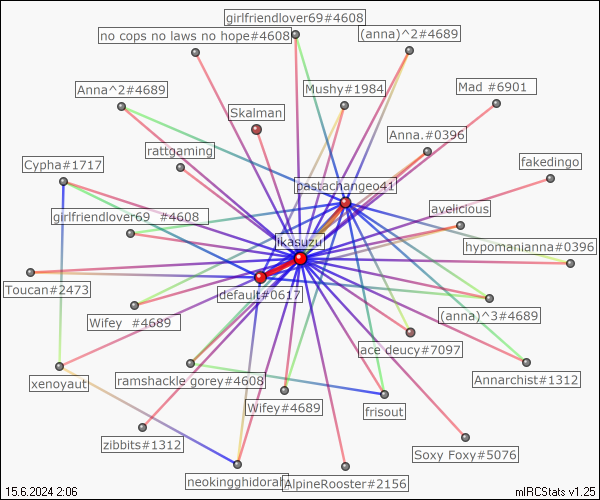 girlfriendlover69#4608
no cops no laws no hope#4608
(anna)^2#4689
Anna^2#4689
Mushy#1984
Mad #6901
Skalman
Anna.#0396
rattgaming
fakedingo
Cypha#1717
pastachangeo41
girlfriendlover69 #4608
avelicious
ikasuzu
hypomanianna#0396
Toucan#2473
default#0617
Wifey #4689
(anna)^3#4689
ace deucy#7097
xenoyaut
ramshackle gorey#4608
Annarchist#1312
Wifey#4689
frisout
zibbits#1312
Soxy Foxy#5076
neokingghidorah
AlpineRooster#2156
15.6.2024 2:06
mIRCStats v1.25